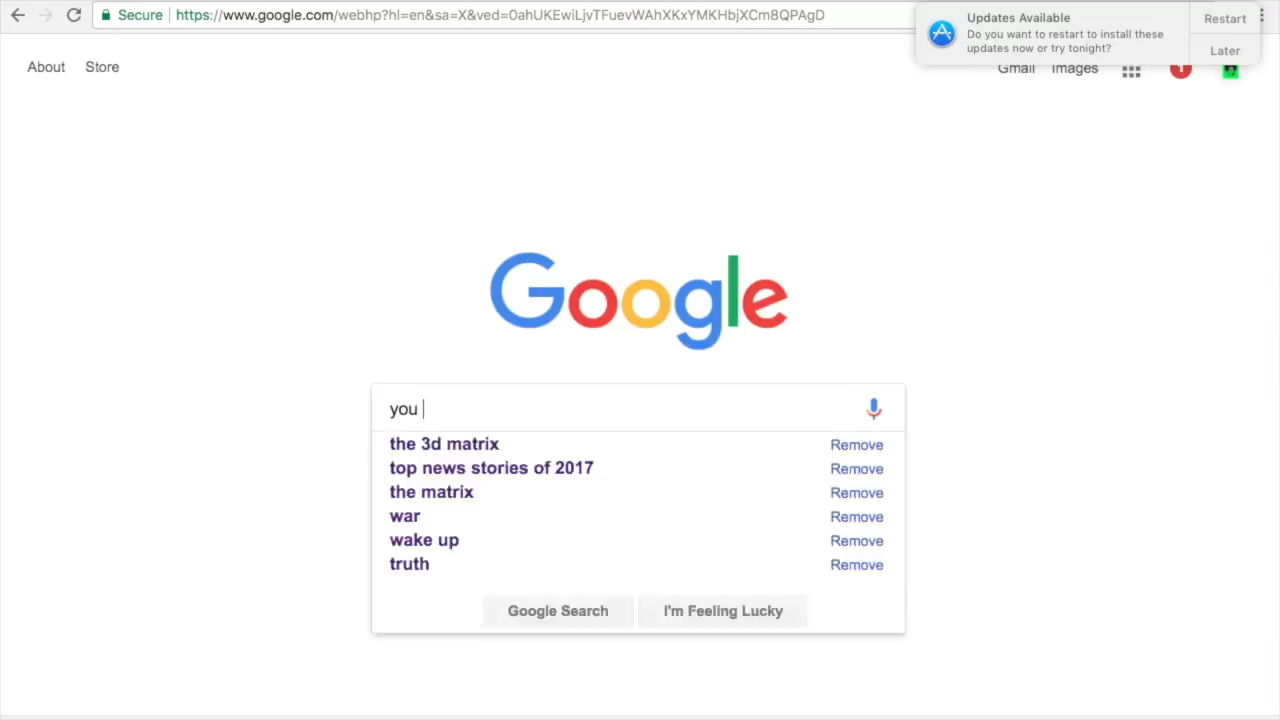 Secure https://www.google.com/webhp?hl=en&sa=X&ved=0ahUKEwiLjvTFuevWAhXKxYMKHbjXCm8QPAgD
Updates Available
Do you want to restart to install these
updates now or try tonight?
Restart
Later
About Store
Gmail Images
1
Google
you
the 3d matrix Remove
top news stories of 2017 Remove
the matrix Remove
war Remove
wake up Remove
truth Remove
Google Search I'm Feeling Lucky